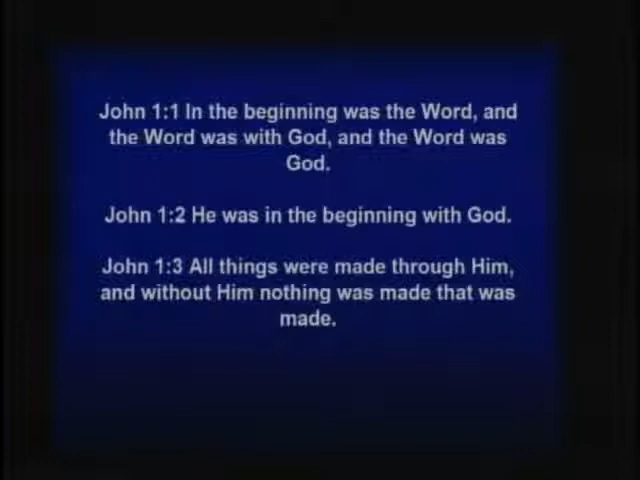 John 1:1 In the beginning was the Word, and
the Word was with God, and the Word was
God.
John 1:2 He was in the beginning with God.
John 1:3 All things were made through Him,
and without Him nothing was made that was
made.